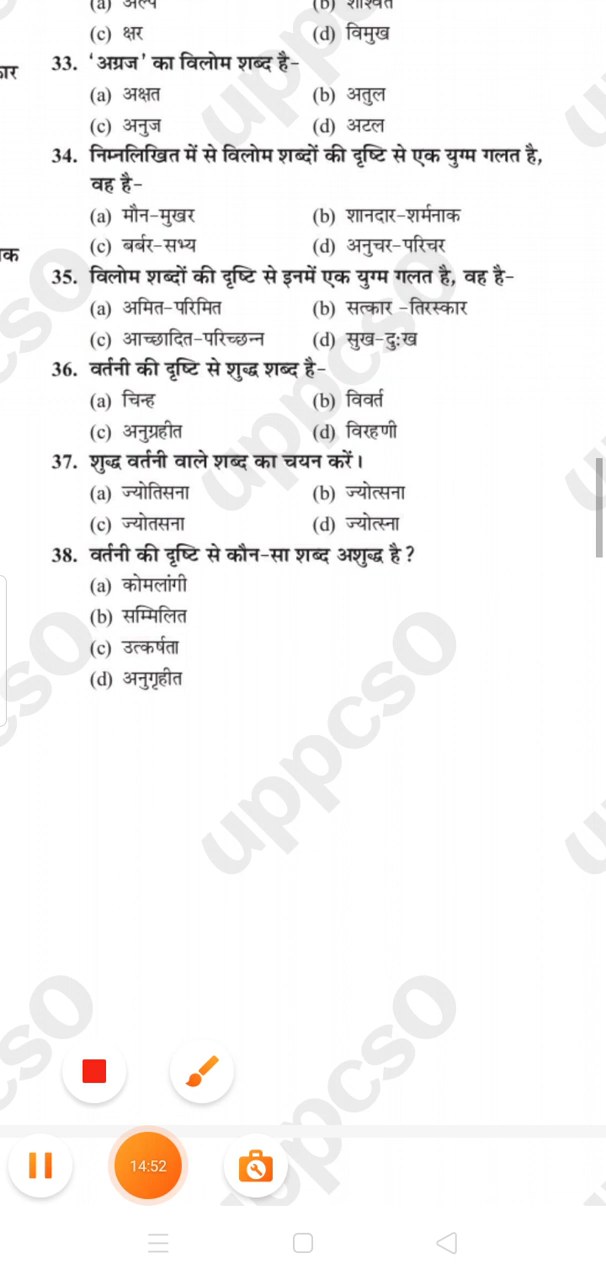 (a) अल्प (b) शाश्वत
(c) क्षर (d) विमुख
33. 'अग्रज' का विलोम शब्द है-
(a) अक्षत (b) अतुल
(c) अनुज (d) अटल
34. निम्नलिखित में से विलोम शब्दों की दृष्टि से एक युग्म गलत है,
वह है-
(a) मौन-मुखर (b) शानदार-शर्मनाक
(c) बर्बर-सभ्य (d) अनुचर-परिचर
35. विलोम शब्दों की दृष्टि से इनमें एक युग्म गलत है, वह है-
(a) अमित-परिमित (b) सत्कार -तिरस्कार
(c) आच्छादित-परिच्छन्न (d) सुख-दुःख
36. वर्तनी की दृष्टि से शुद्ध शब्द है-
(a) चिन्ह (b) विवर्त
(c) अनुग्रहीत (d) विरहणी
37. शुद्ध वर्तनी वाले शब्द का चयन करें।
(a) ज्योतिसना (b) ज्योत्सना
(c) ज्योतसना (d) ज्योत्स्ना
38. वर्तनी की दृष्टि से कौन-सा शब्द अशुद्ध है?
(a) कोमलांगी
(b) सम्मिलित
(c) उत्कर्षता
(d) अनुगृहीत
uppcso
14:52